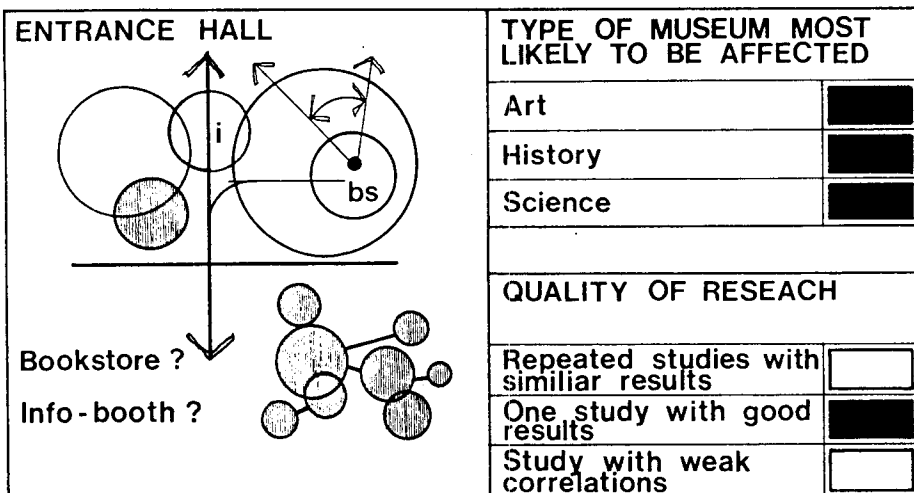 ENTRANCE HALL
i
bs
Bookstore ?
Info-booth ?
TYPE OF MUSEUM MOST
LIKELY TO BE AFFECTED
Art
History
Science
QUALITY OF RESEACH
Repeated studies with
similiar results
One study with good
results
Study with weak
correlations